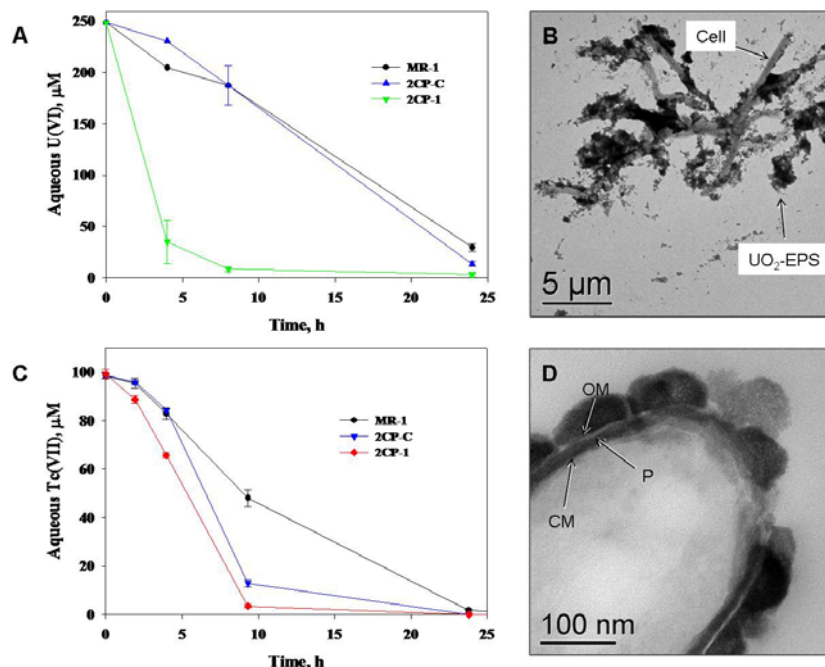 A
250
200
150
100
50
0
0
5
10
15
20
25
Aqueous U(VI), µM
Time, h
MR-1
2CP-C
2CP-1
B
Cell
UO₂-EPS
5 µm
C
100
80
60
40
20
0
0
5
10
15
20
25
Aqueous Tc(VII), µM
Time, h
MR-1
2CP-C
2CP-1
D
OM
P
CM
100 nm